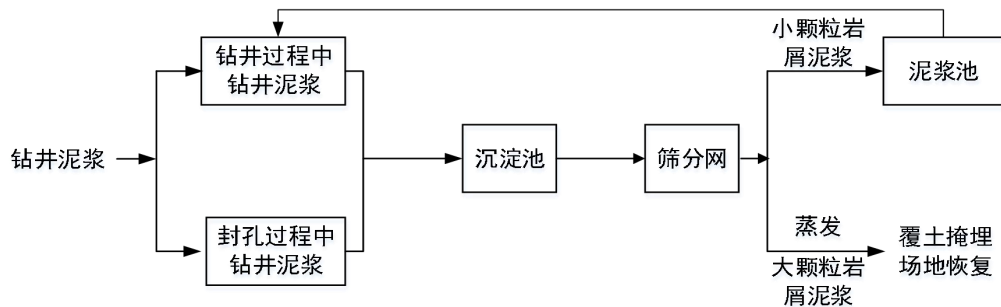 小颗粒岩
屑泥浆
钻井过程中
钻井泥浆
泥浆池
钻井泥浆
沉淀池
筛分网
封孔过程中
钻井泥浆
蒸发
大颗粒岩
屑泥浆
覆土掩埋
场地恢复